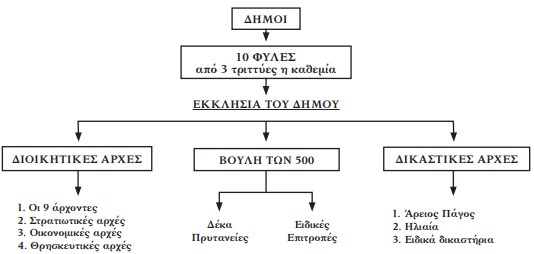 ΔΗΜΟΙ
10 ΦΥΛΕΣ
από 3 τριττύες η καθεμία
ΕΚΚΛΗΣΙΑ ΤΟΥ ΔΗΜΟΥ
ΔΙΟΙΚΗΤΙΚΕΣ ΑΡΧΕΣ
1. Οι 9 άρχοντες
2. Στρατιωτικές αρχές
3. Οικονομικές αρχές
4. Θρησκευτικές αρχές
ΒΟΥΛΗ ΤΩΝ 500
Δέκα
Πρυτανείες
Ειδικές
Επιτροπές
ΔΙΚΑΣΤΙΚΕΣ ΑΡΧΕΣ
1. Άρειος Πάγος
2. Ηλιαία
3. Ειδικά δικαστήρια